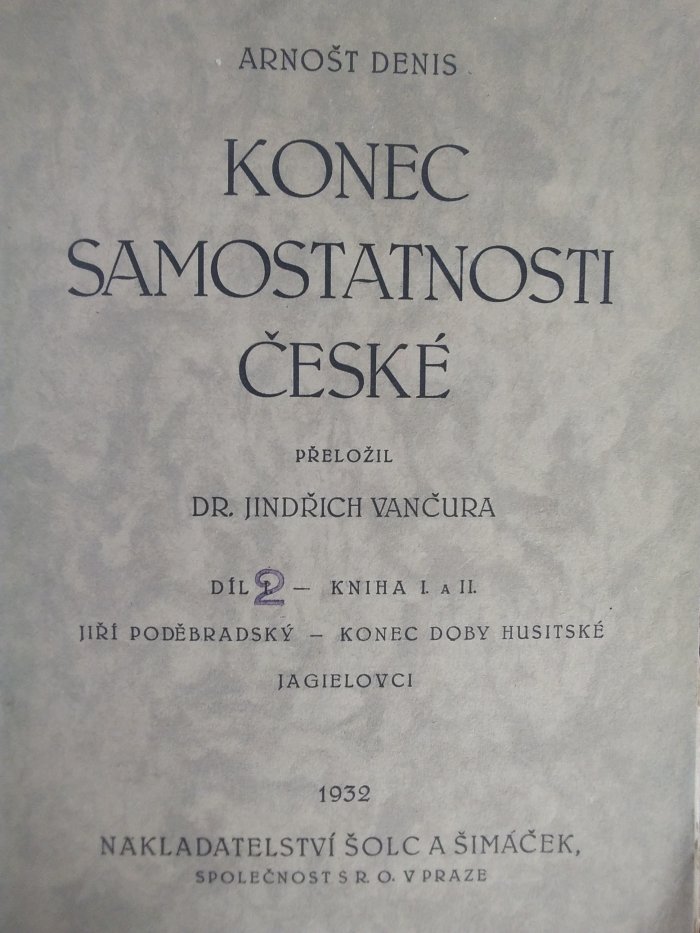 ARNOŠT DENIS
KONEC
SAMOSTATNOSTI
ČESKÉ
PŘELOŽIL
DR. JINDŘICH VANČURA
DÍL 2 — KNIHA I. A II.
JIŘÍ PODĚBRADSKÝ — KONEC DOBY HUSITSKÉ
JAGIELOVCI
1932
NAKLADATELSTVÍ ŠOLC A ŠIMÁČEK,
SPOLEČNOST S R. O. V PRAZE